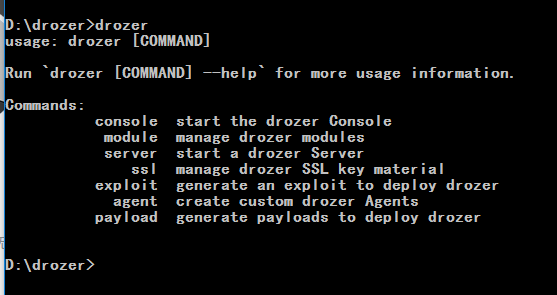 D:\drozer>drozer
usage: drozer [COMMAND]
Run `drozer [COMMAND] --help` for more usage information.
Commands:
console  start the drozer Console
module  manage drozer modules
server  start a drozer Server
ssl  manage drozer SSL key material
exploit  generate an exploit to deploy drozer
agent  create custom drozer Agents
payload  generate payloads to deploy drozer
D:\drozer>